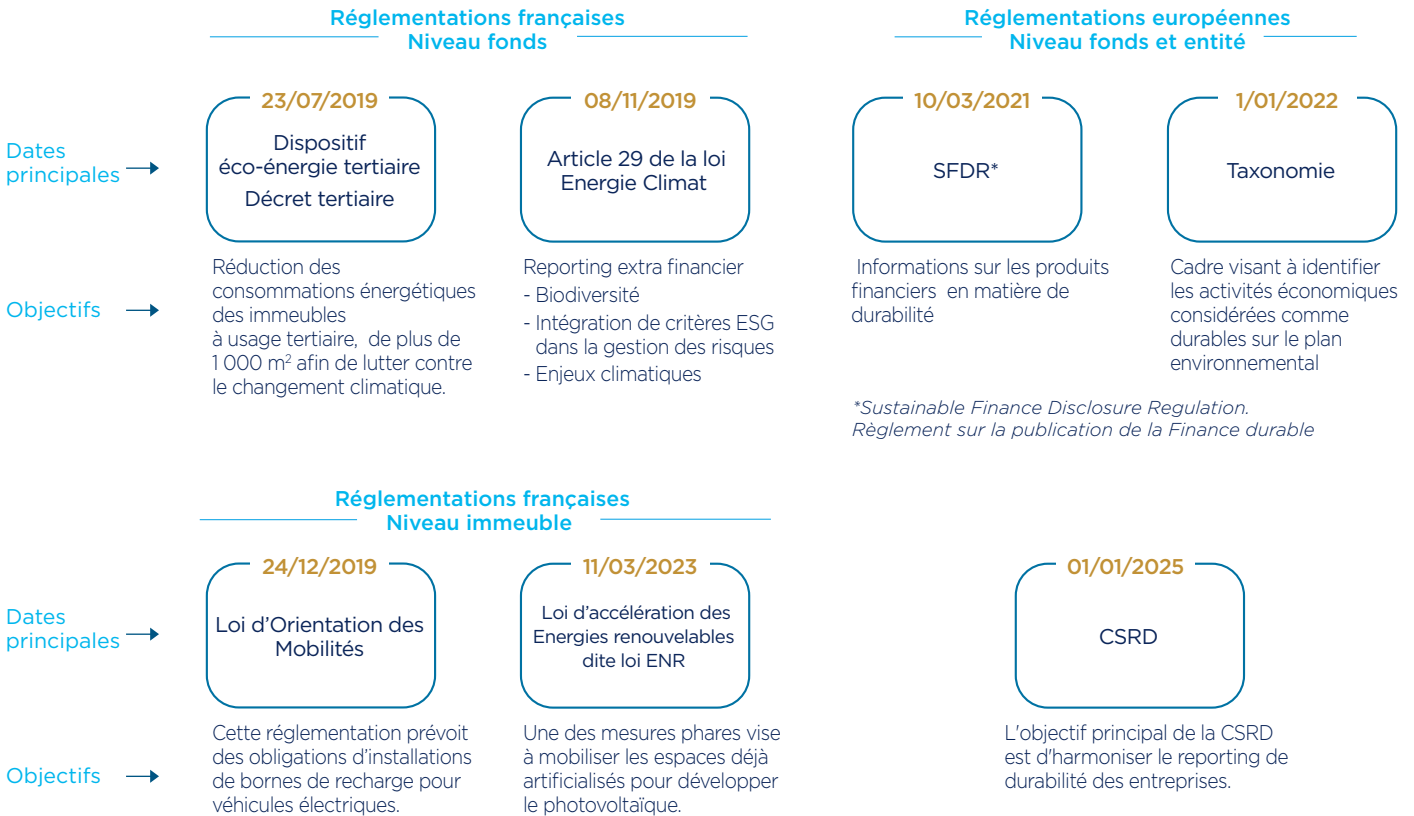 Réglementations françaises
Niveau fonds
Réglementations européennes
Niveau fonds et entité
Dates
principales
23/07/2019
Dispositif
éco-énergie tertiaire
Décret tertiaire
08/11/2019
Article 29 de la loi
Energie Climat
10/03/2021
SFDR*
1/01/2022
Taxonomie
Objectifs
Réduction des
consommations énergétiques
des immeubles
à usage tertiaire, de plus de
1 000 m² afin de lutter contre
le changement climatique.
Reporting extra financier
- Biodiversité
- Intégration de critères ESG
dans la gestion des risques
- Enjeux climatiques
Informations sur les produits
financiers en matière de
durabilité
Cadre visant à identifier
les activités économiques
considérées comme
durables sur le plan
environnemental
*Sustainable Finance Disclosure Regulation.
Règlement sur la publication de la Finance durable
Réglementations françaises
Niveau immeuble
Dates
principales
24/12/2019
Loi d’Orientation des
Mobilités
11/03/2023
Loi d’accélération des
Energies renouvelables
dite loi ENR
01/01/2025
CSRD
Objectifs
Cette réglementation prévoit
des obligations d’installations
de bornes de recharge pour
véhicules électriques.
Une des mesures phares vise
à mobiliser les espaces déjà
artificialisés pour développer
le photovoltaïque.
L'objectif principal de la CSRD
est d'harmoniser le reporting de
durabilité des entreprises.